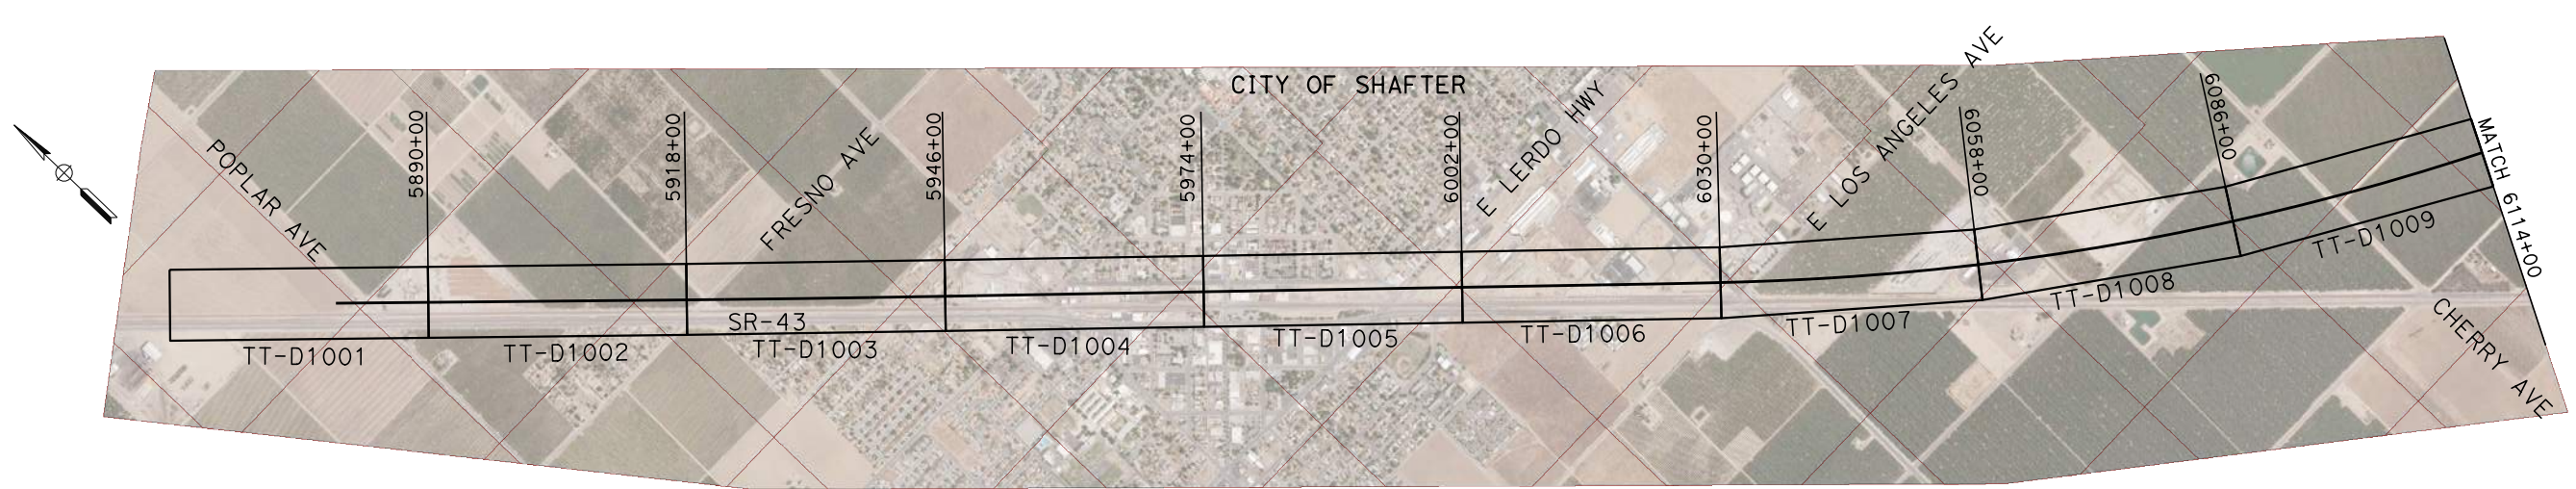 CITY OF SHAFTER
POPLAR AVE
5890+00
5918+00
FRESNO AVE
5946+00
5974+00
6002+00
E LERDO HWY
6030+00
E LOS ANGELES AVE
6058+00
6086+00
MATCH 6114+00
SR-43
TT-D1001
TT-D1002
TT-D1003
TT-D1004
TT-D1005
TT-D1006
TT-D1007
TT-D1008
TT-D1009
CHERRY AVE